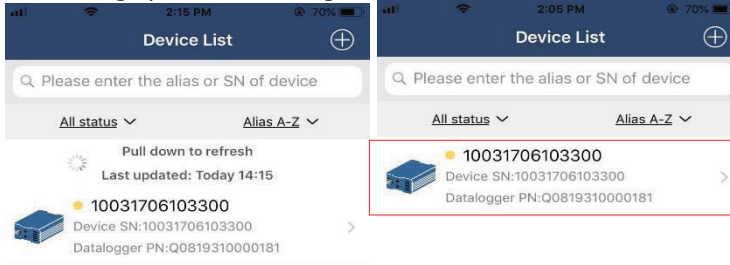 2:15 PM
70%
Device List
Please enter the alias or SN of device
All status
Alias A-Z
Pull down to refresh
Last updated: Today 14:15
10031706103300
Device SN:10031706103300
Datalogger PN:Q0819310000181
2:05 PM
70%
Device List
Please enter the alias or SN of device
All status
Alias A-Z
10031706103300
Device SN:10031706103300
Datalogger PN:Q0819310000181